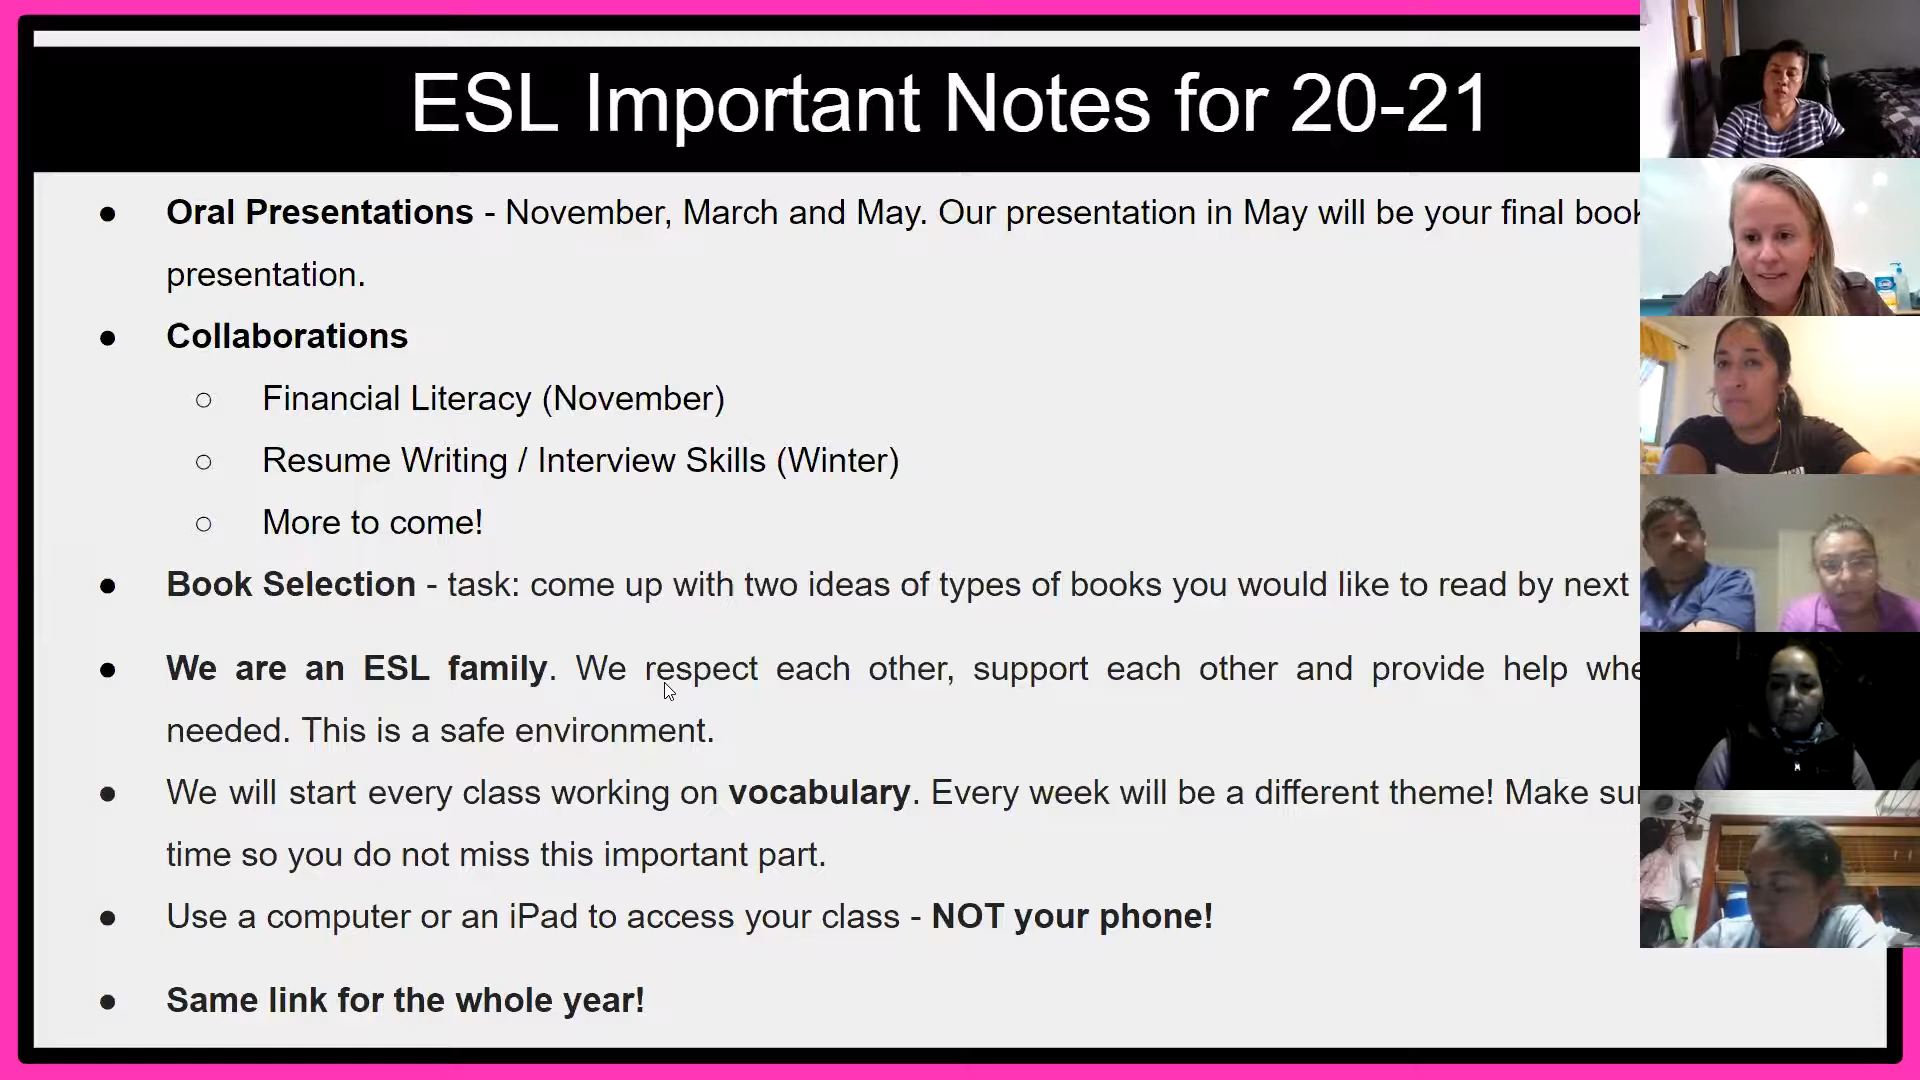 ESL Important Notes for 20-21
● Oral Presentations - November, March and May. Our presentation in May will be your final book
presentation.
● Collaborations
○ Financial Literacy (November)
○ Resume Writing / Interview Skills (Winter)
○ More to come!
● Book Selection - task: come up with two ideas of types of books you would like to read by next
● We are an ESL family. We respect each other, support each other and provide help
needed. This is a safe environment.
● We will start every class working on vocabulary. Every week will be a different theme! Make
time so you do not miss this important part.
● Use a computer or an iPad to access your class - NOT your phone!
● Same link for the whole year!